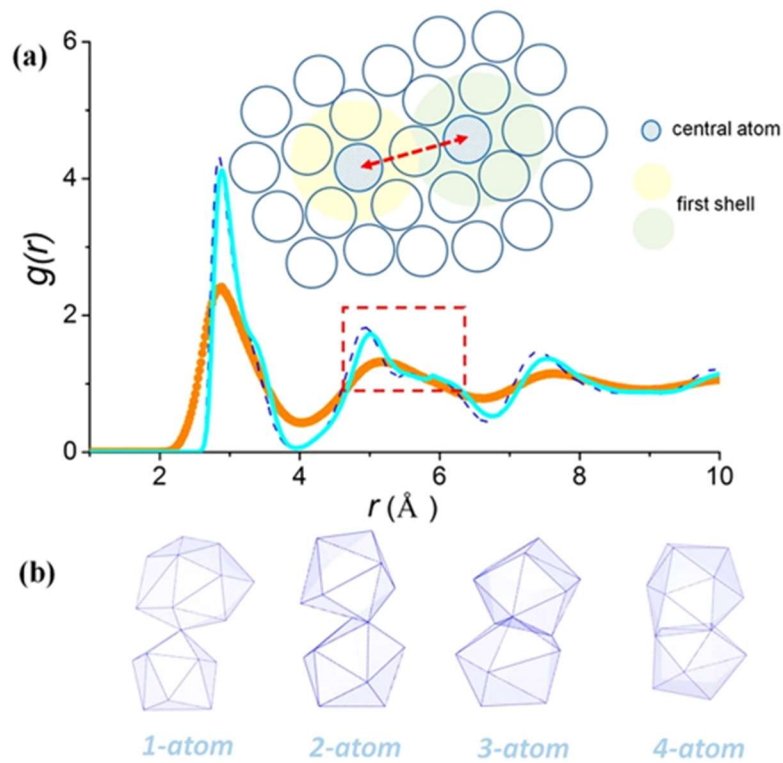 (a)
6
4
2
0
g(r)
central atom
first shell
2 4 6 8 10
r (Å )
(b)
1-atom 2-atom 3-atom 4-atom